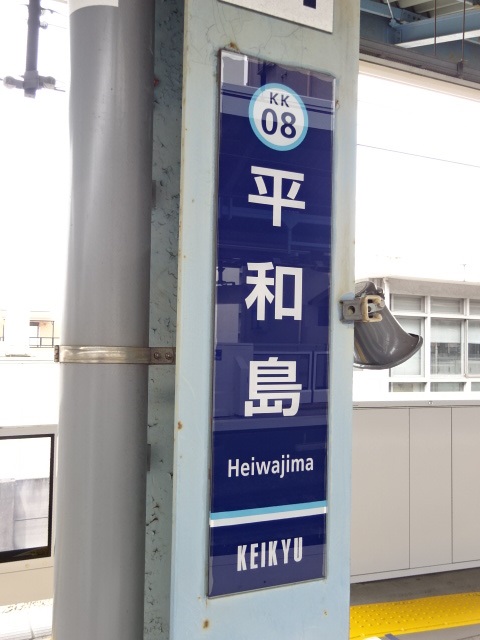 KK
08
平和島
Heiwajima
KEIKYU